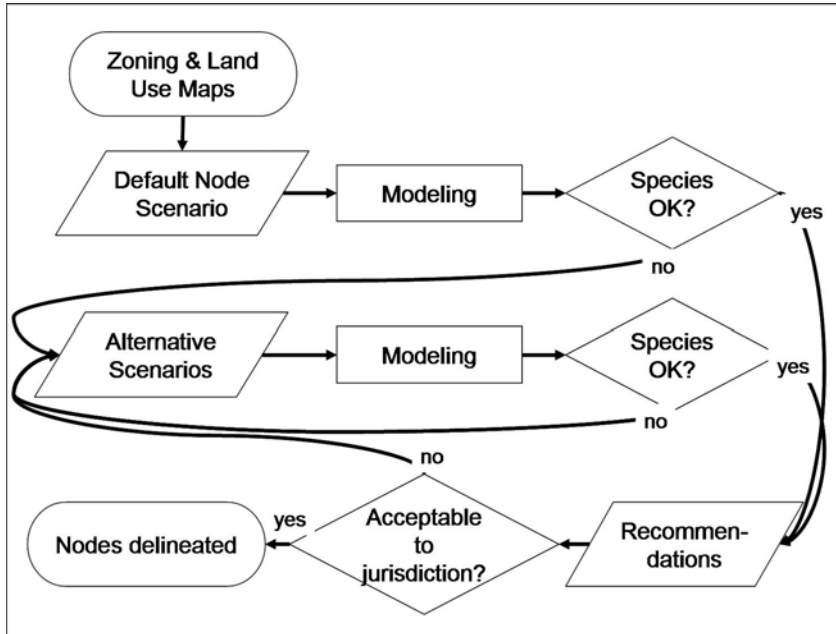 Zoning & Land
Use Maps
Default Node
Scenario
Modeling
Species
OK?
yes
no
Alternative
Scenarios
Modeling
Species
OK?
yes
no
no
Nodes delineated
yes
Acceptable
to
jurisdiction?
Recommen-
dations